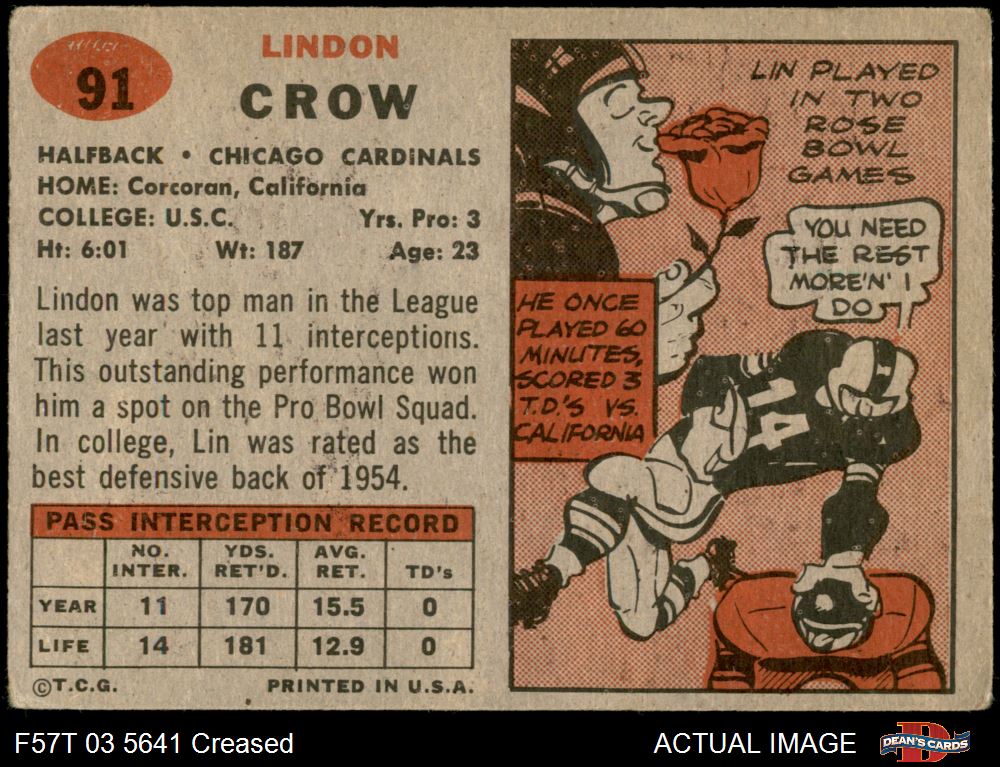 91
LINDON
CROW
HALFBACK • CHICAGO CARDINALS
HOME: Corcoran, California
COLLEGE: U.S.C. Yrs. Pro: 3
Ht: 6:01 Wt: 187 Age: 23
Lindon was top man in the League
last year with 11 interceptions.
This outstanding performance won
him a spot on the Pro Bowl Squad.
In college, Lin was rated as the
best defensive back of 1954.
PASS INTERCEPTION RECORD
NO. INTER. YDS. RET'D. AVG. RET. TD's
YEAR 11 170 15.5 0
LIFE 14 181 12.9 0
©T.C.G. PRINTED IN U.S.A.
LIN PLAYED
IN TWO
ROSE
BOWL
GAMES
YOU NEED
THE REST
MORE'N' I
DO
HE ONCE
PLAYED 60
MINUTES,
SCORED 3
T.D.'S VS.
CALIFORNIA
14
F57T 03 5641 Creased
ACTUAL IMAGE
D
DEAN'S CARDS